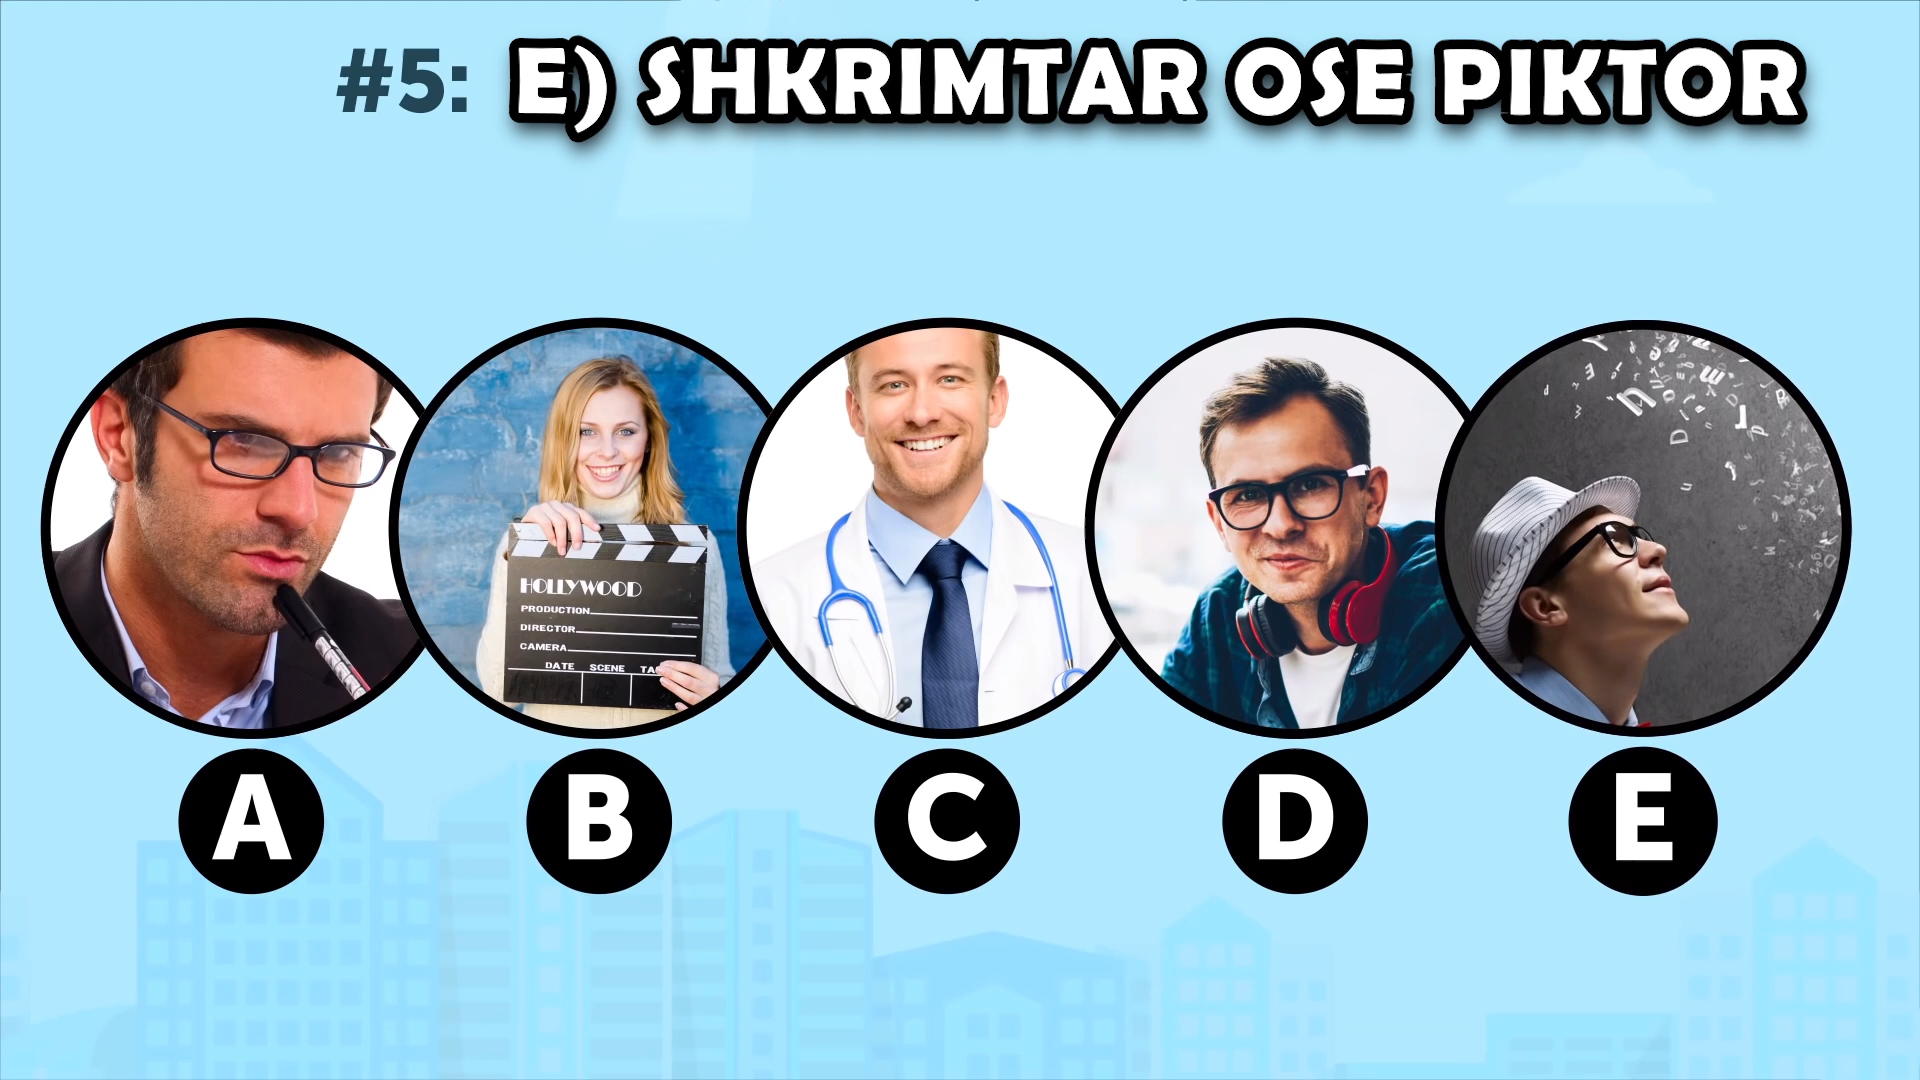 #5: E) SHKRIMTAR OSE PIKTOR
HOLLYWOOD
PRODUCTION
DIRECTOR
CAMERA
DATE SCENE
A B C D E